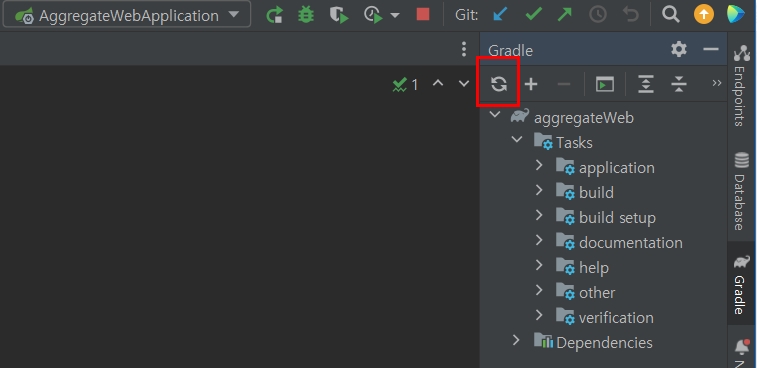 AggregateWebApplication
Git:
Gradle
1
aggregateWeb
Tasks
application
build
build setup
documentation
help
other
verification
Dependencies
Endpoints
Database
Gradle
N